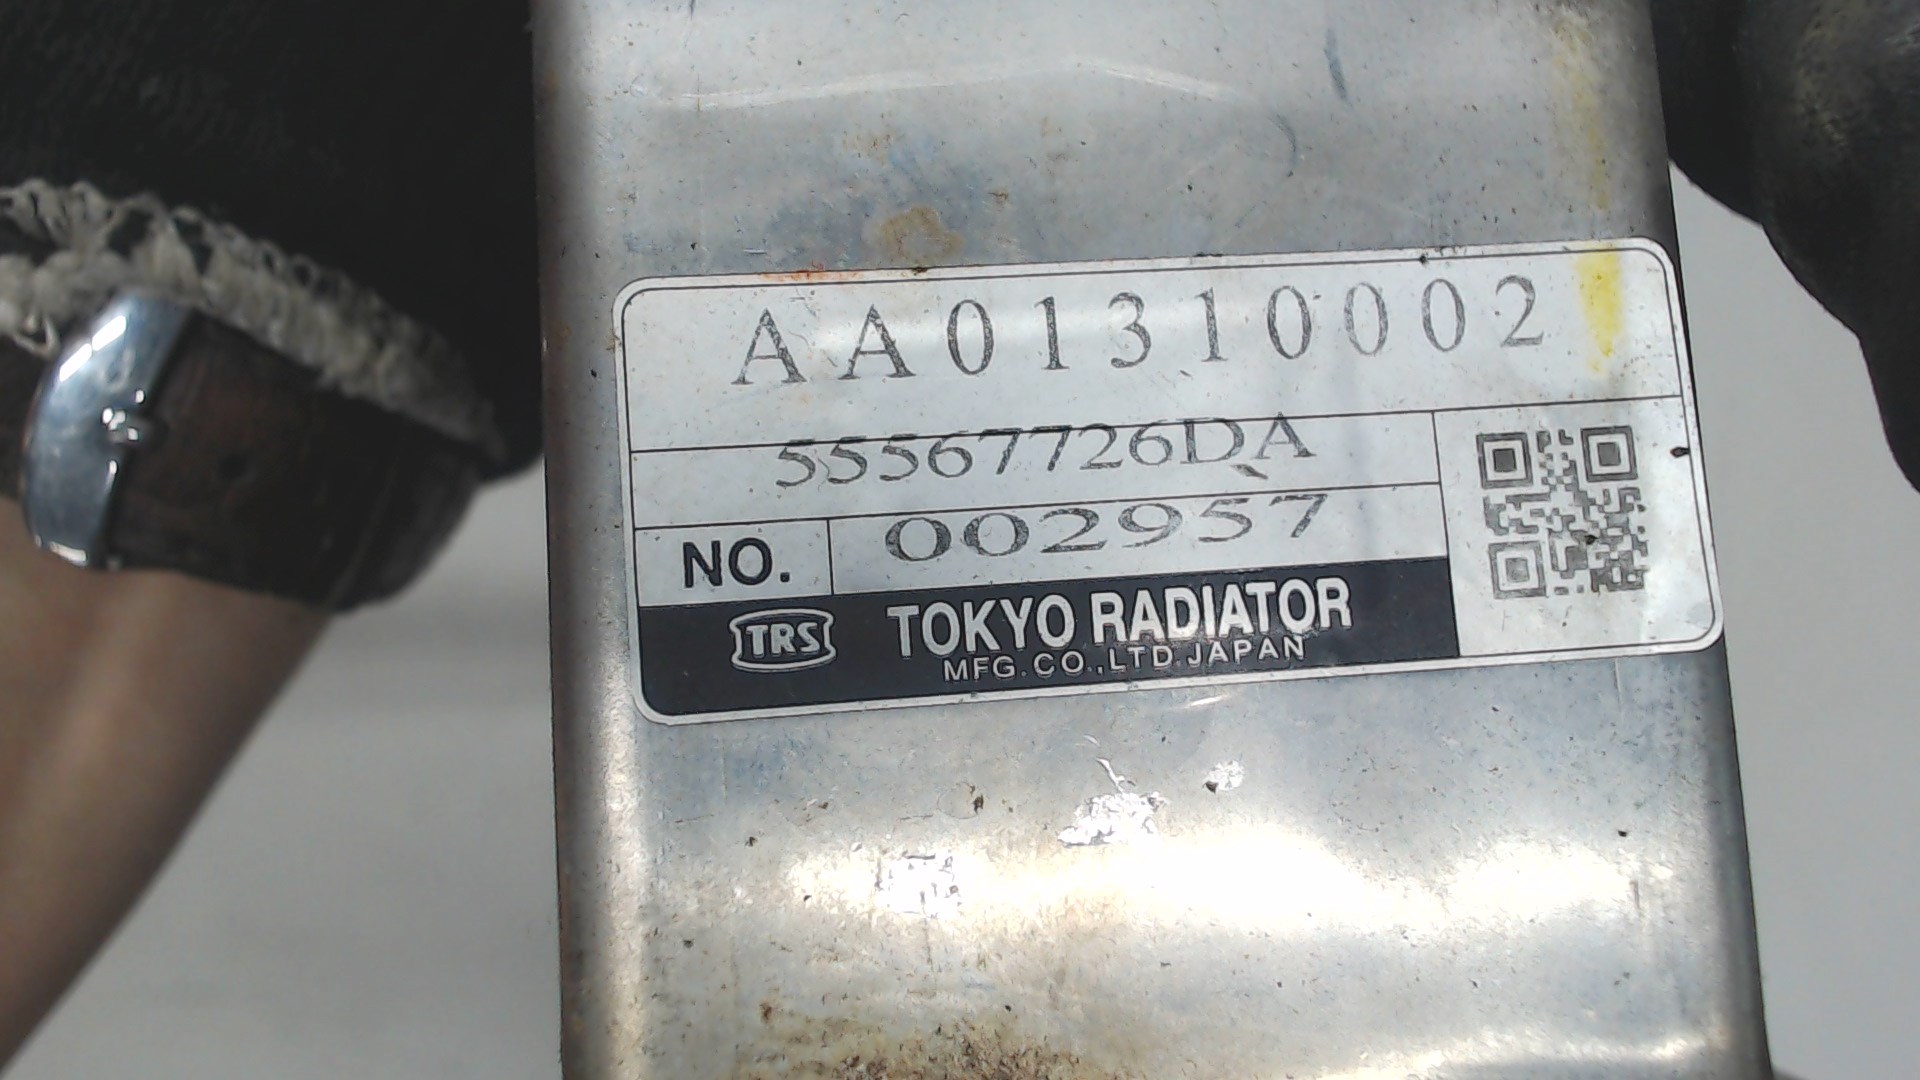 AA01310002
55567726DA
NO. 002957
TRS TOKYO RADIATOR
MFG.CO.,LTD.JAPAN